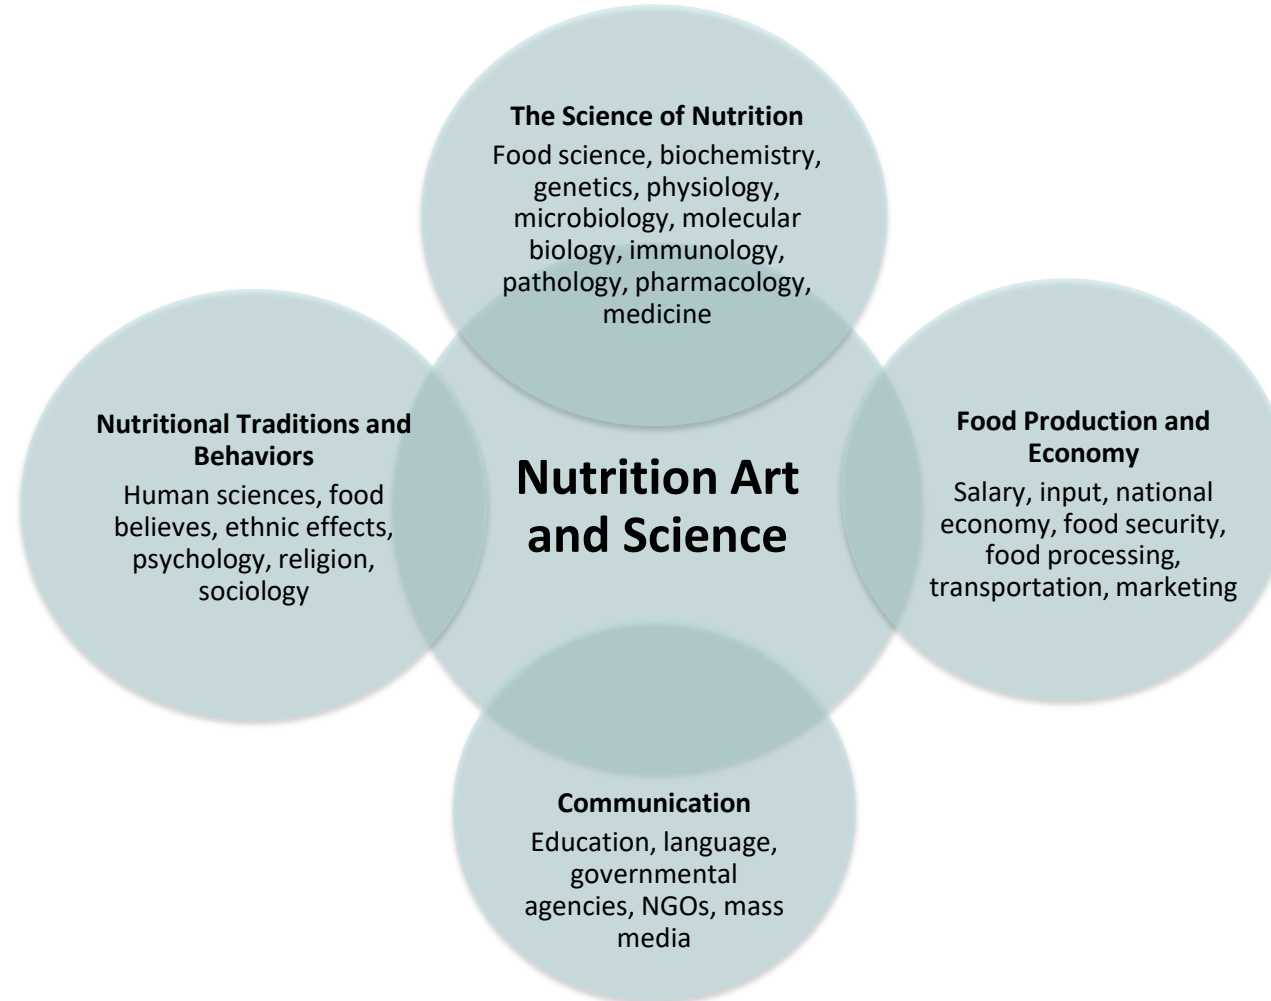 The Science of Nutrition
Food science, biochemistry,
genetics, physiology,
microbiology, molecular
biology, immunology,
pathology, pharmacology,
medicine
Nutritional Traditions and
Behaviors
Human sciences, food
believes, ethnic effects,
psychology, religion,
sociology
Nutrition Art
and Science
Food Production and
Economy
Salary, input, national
economy, food security,
food processing,
transportation, marketing
Communication
Education, language,
governmental
agencies, NGOs, mass
media